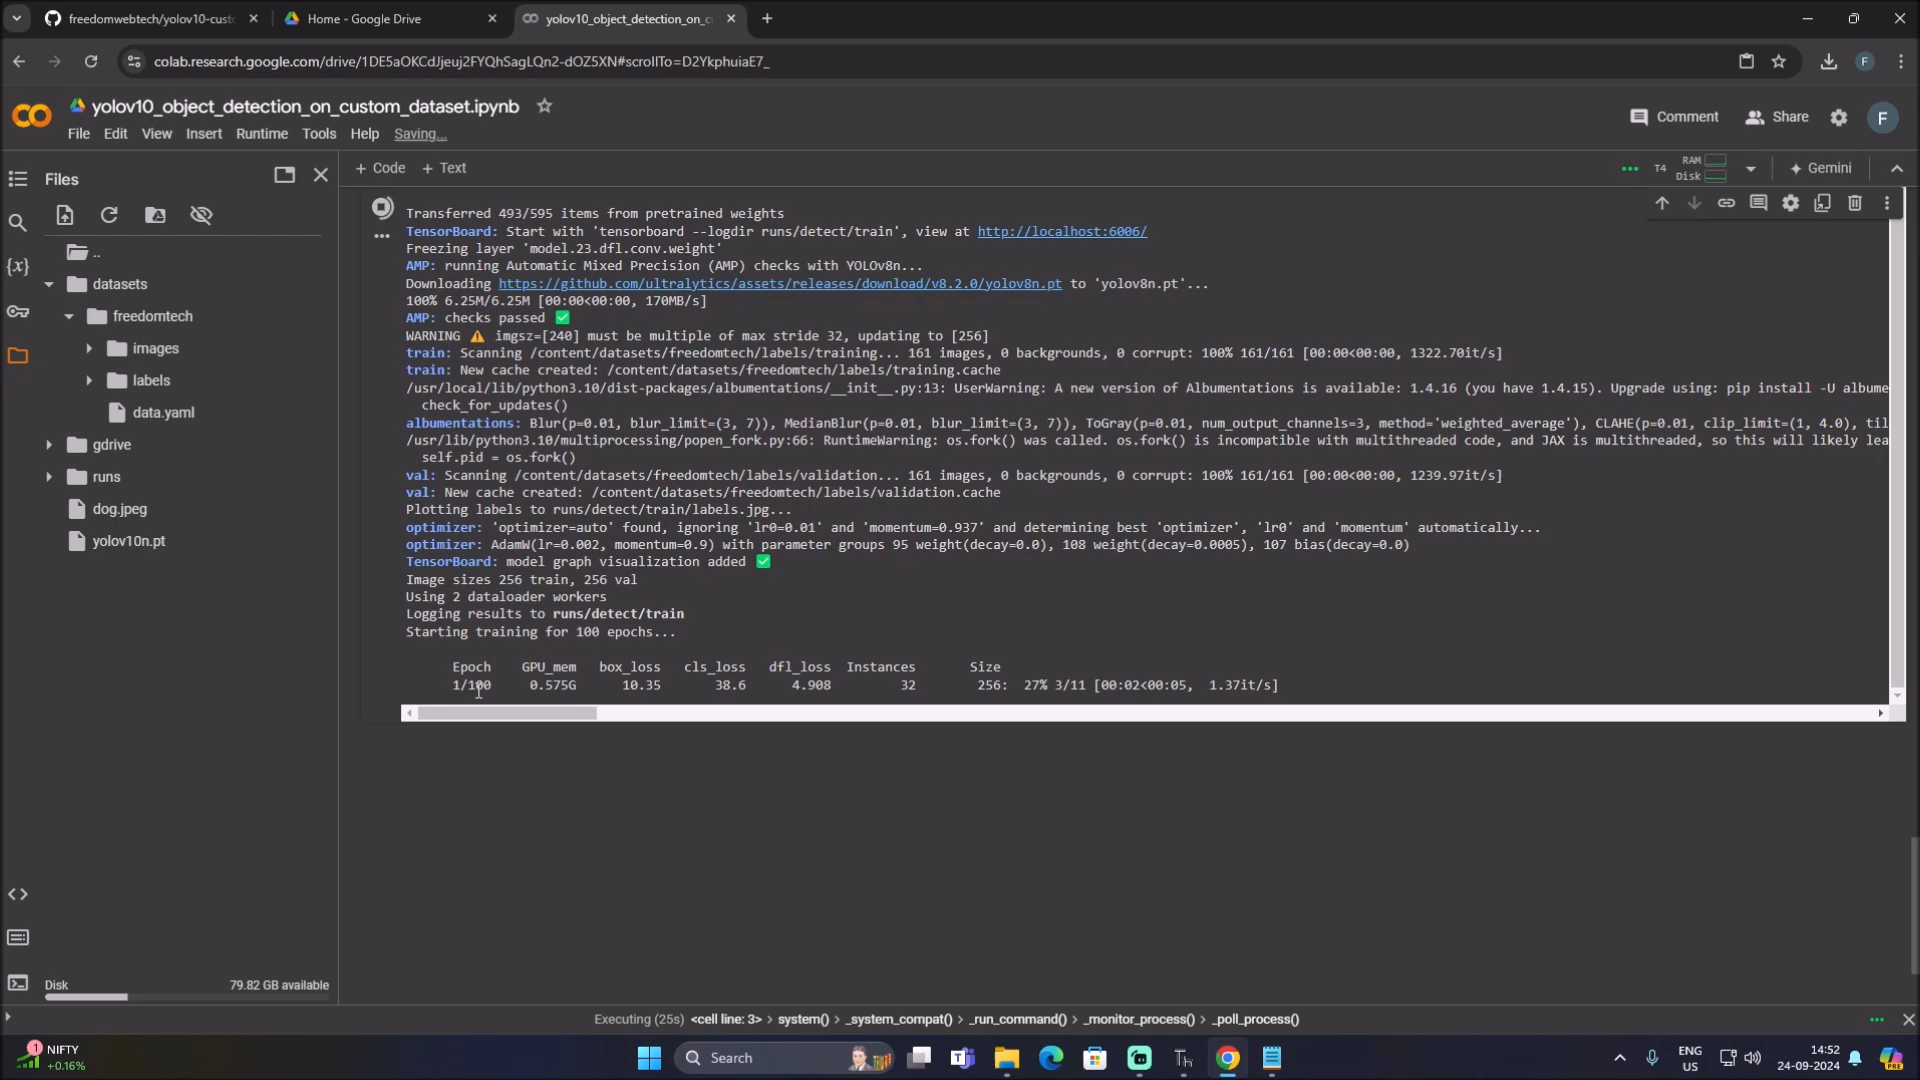 freedomwebtech/yolov10-custo
Home - Google Drive
yolov10_object_detection_on_c
colab.research.google.com/drive/1DE5aOKCdJjeuj2FYQhSagLQn2-dOZ5XN#scrollTo=D2YkphuiaE7_
F
yolov10_object_detection_on_custom_dataset.ipynb
Comment
Share
F
File Edit View Insert Runtime Tools Help Saving...
Files
+ Code + Text
T4
RAM
Disk
Gemini
Transferred 493/595 items from pretrained weights
TensorBoard: Start with 'tensorboard --logdir runs/detect/train', view at http://localhost:6006/
Freezing layer 'model.23.dfl.conv.weight'
AMP: running Automatic Mixed Precision (AMP) checks with YOLOv8n...
Downloading https://github.com/ultralytics/assets/releases/download/v8.2.0/yolov8n.pt to 'yolov8n.pt'...
100% 6.25M/6.25M [00:00<00:00, 170MB/s]
AMP: checks passed ✅
WARNING ⚠️ imgsz=[240] must be multiple of max stride 32, updating to [256]
train: Scanning /content/datasets/freedomtech/labels/training... 161 images, 0 backgrounds, 0 corrupt: 100% 161/161 [00:00<00:00, 1322.70it/s]
train: New cache created: /content/datasets/freedomtech/labels/training.cache
/usr/local/lib/python3.10/dist-packages/albumentations/__init__.py:13: UserWarning: A new version of Albumentations is available: 1.4.16 (you have 1.4.15). Upgrade using: pip install -U albume
check_for_updates()
albumentations: Blur(p=0.01, blur_limit=(3, 7)), MedianBlur(p=0.01, blur_limit=(3, 7)), ToGray(p=0.01, num_output_channels=3, method='weighted_average'), CLAHE(p=0.01, clip_limit=(1, 4.0), til
/usr/lib/python3.10/multiprocessing/popen_fork.py:66: RuntimeWarning: os.fork() was called. os.fork() is incompatible with multithreaded code, and JAX is multithreaded, so this will likely lea
self.pid = os.fork()
val: Scanning /content/datasets/freedomtech/labels/validation... 161 images, 0 backgrounds, 0 corrupt: 100% 161/161 [00:00<00:00, 1239.97it/s]
val: New cache created: /content/datasets/freedomtech/labels/validation.cache
Plotting labels to runs/detect/train/labels.jpg...
optimizer: 'optimizer=auto' found, ignoring 'lr0=0.01' and 'momentum=0.937' and determining best 'optimizer', 'lr0' and 'momentum' automatically...
optimizer: AdamW(lr=0.002, momentum=0.9) with parameter groups 95 weight(decay=0.0), 108 weight(decay=0.0005), 107 bias(decay=0.0)
TensorBoard: model graph visualization added ✅
Image sizes 256 train, 256 val
Using 2 dataloader workers
Logging results to runs/detect/train
Starting training for 100 epochs...
Epoch GPU_mem box_loss cls_loss dfl_loss Instances Size
1/100 0.575G 10.35 38.6 4.908 32 256: 27% 3/11 [00:02<00:05, 1.37it/s]
{x}
..
datasets
freedomtech
images
labels
data.yaml
gdrive
runs
dog.jpeg
yolov10n.pt
Disk 79.82 GB available
Executing (25s) <cell line: 3> > system() > _system_compat() > _run_command() > _monitor_process() > _poll_process()
1
NIFTY
+0.16%
Search
ENG
US
14:52
24-09-2024
PRE